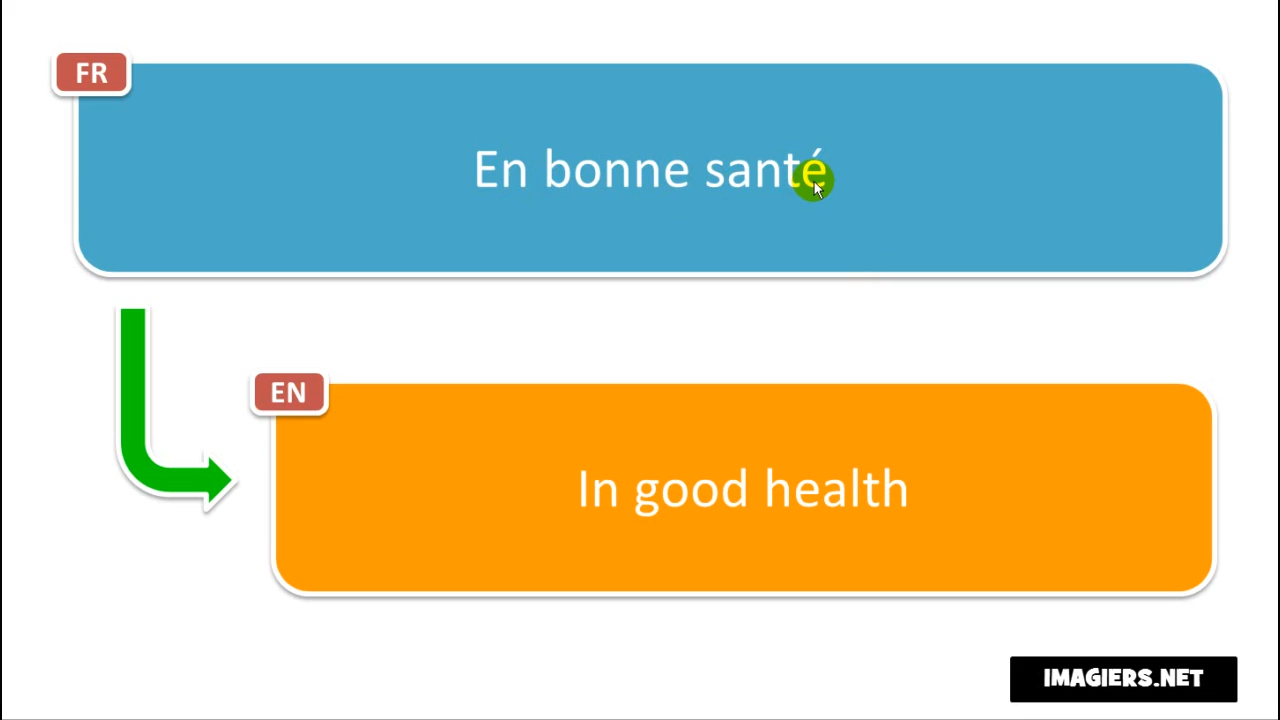 FR
En bonne santé
EN
In good health
IMAGIERS.NET